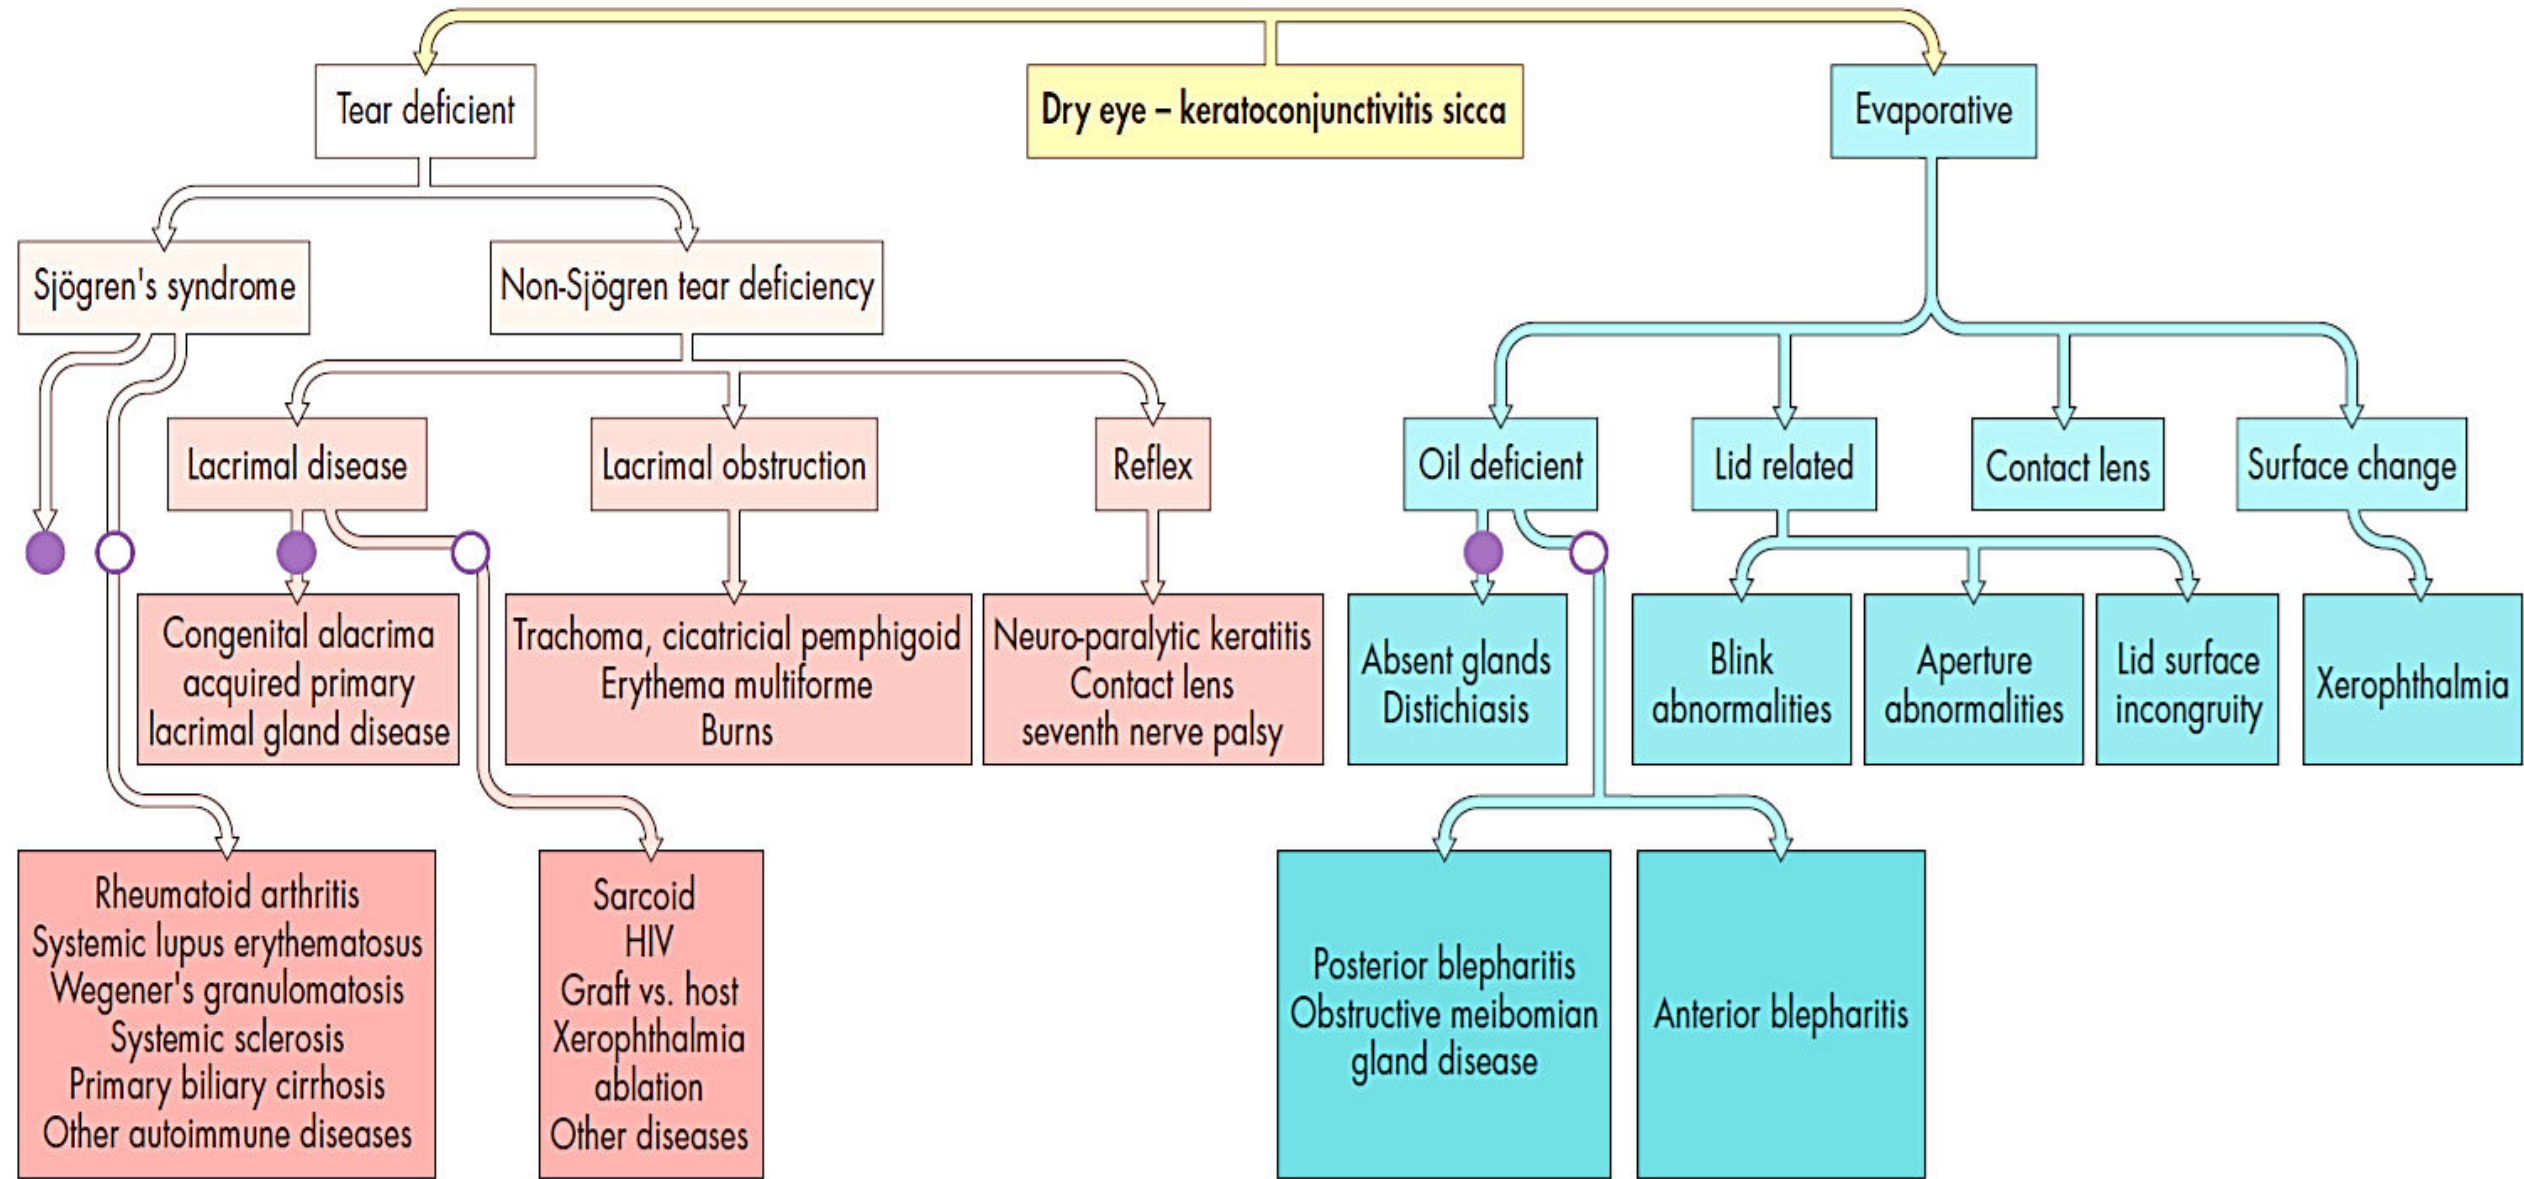 Dry eye – keratoconjunctivitis sicca
Tear deficient
Evaporative
Sjögren's syndrome
Non-Sjögren tear deficiency
Lacrimal disease
Lacrimal obstruction
Reflex
Oil deficient
Lid related
Contact lens
Surface change
Congenital alacrima
acquired primary
lacrimal gland disease
Trachoma, cicatricial pemphigoid
Erythema multiforme
Burns
Neuro-paralytic keratitis
Contact lens
seventh nerve palsy
Absent glands
Distichiasis
Blink
abnormalities
Aperture
abnormalities
Lid surface
incongruity
Xerophthalmia
Rheumatoid arthritis
Systemic lupus erythematosus
Wegener's granulomatosis
Systemic sclerosis
Primary biliary cirrhosis
Other autoimmune diseases
Sarcoid
HIV
Graft vs. host
Xerophthalmia
ablation
Other diseases
Posterior blepharitis
Obstructive meibomian
gland disease
Anterior blepharitis